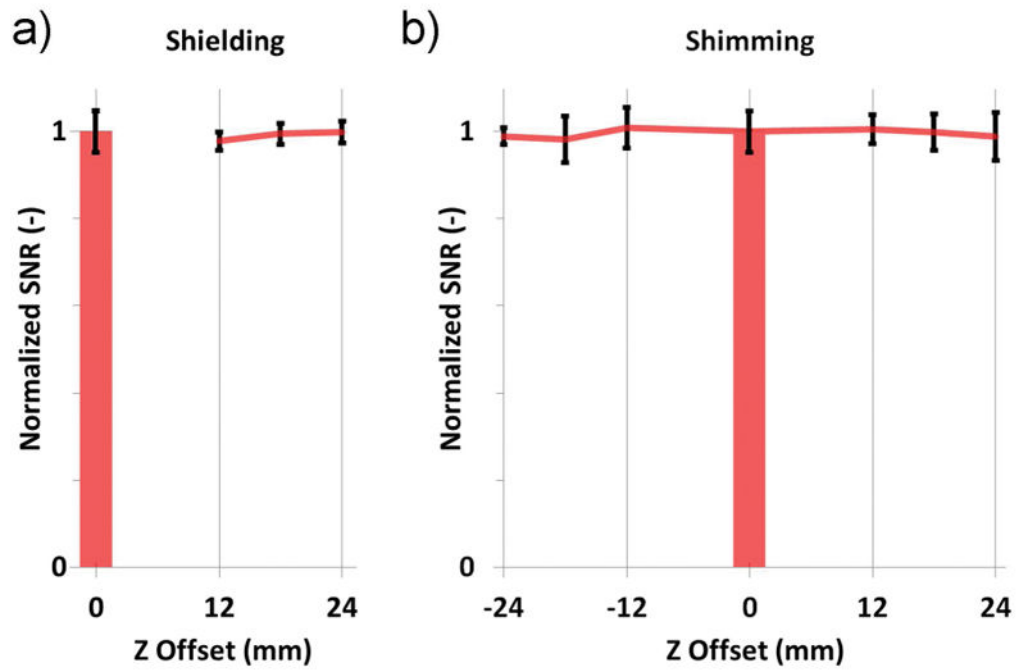 a) Shielding
1
Normalized SNR (-)
0
0 12 24
Z Offset (mm)
b) Shimming
1
Normalized SNR (-)
0
-24 -12 0 12 24
Z Offset (mm)